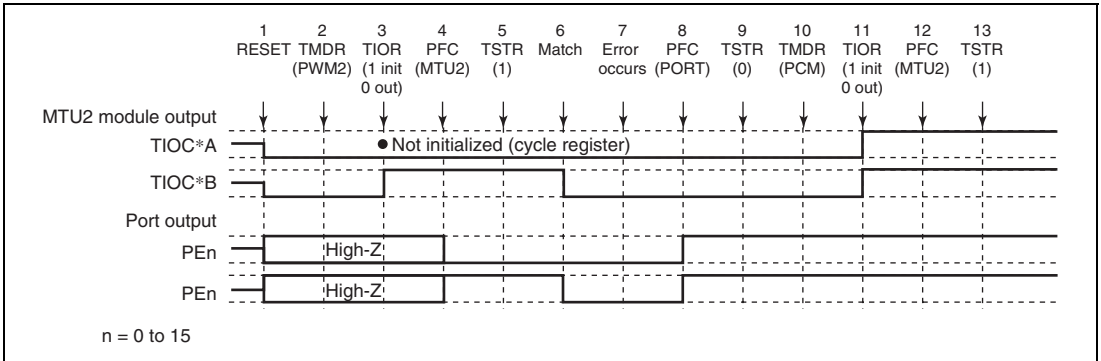 1 2 3 4 5 6 7 8 9 10 11 12 13
RESET TMDR TIOR PFC TSTR Match Error PFC TSTR TMDR TIOR PFC TSTR
(PWM2) (1 init (MTU2) (1) occurs (PORT) (0) (PCM) (1 init (MTU2) (1)
0 out) 0 out)
MTU2 module output
TIOC*A
● Not initialized (cycle register)
TIOC*B
Port output
PEn
High-Z
PEn
High-Z
n = 0 to 15